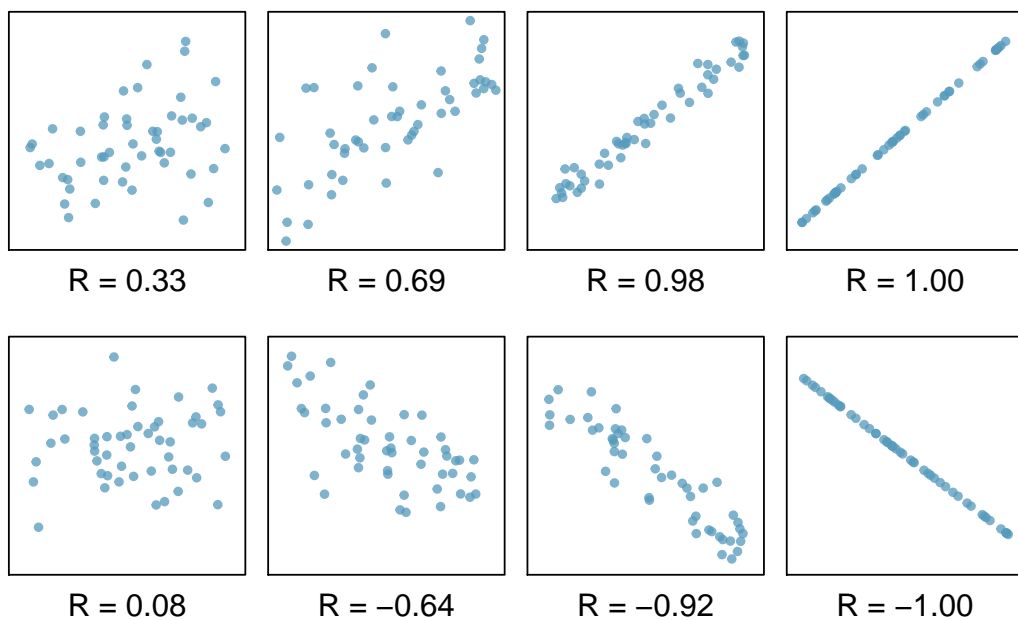 R = 0.33
R = 0.69
R = 0.98
R = 1.00
R = 0.08
R = −0.64
R = −0.92
R = −1.00